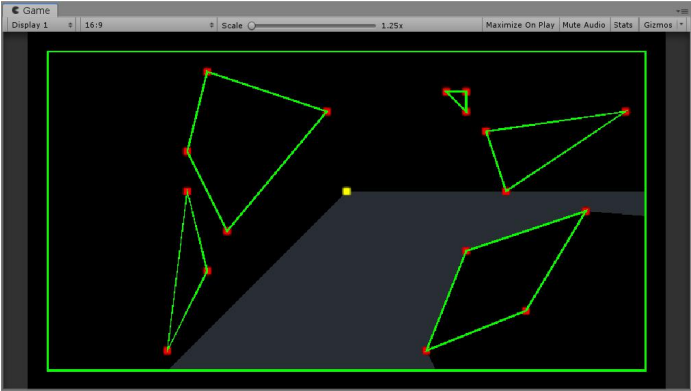 Game
Display 1 16:9 Scale 1.25x Maximize On Play Mute Audio Stats Gizmos